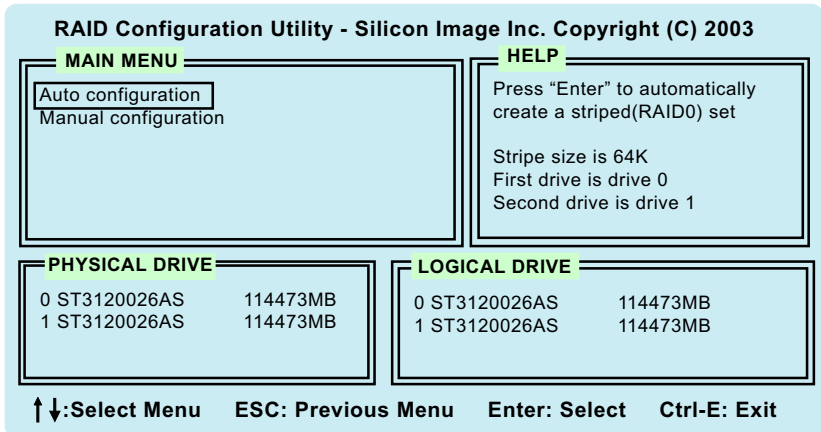 RAID Configuration Utility - Silicon Image Inc. Copyright (C) 2003
MAIN MENU
Auto configuration
Manual configuration
HELP
Press “Enter” to automatically
create a striped(RAID0) set
Stripe size is 64K
First drive is drive 0
Second drive is drive 1
PHYSICAL DRIVE
0 ST3120026AS 114473MB
1 ST3120026AS 114473MB
LOGICAL DRIVE
0 ST3120026AS 114473MB
1 ST3120026AS 114473MB
↑↓:Select Menu ESC: Previous Menu Enter: Select Ctrl-E: Exit